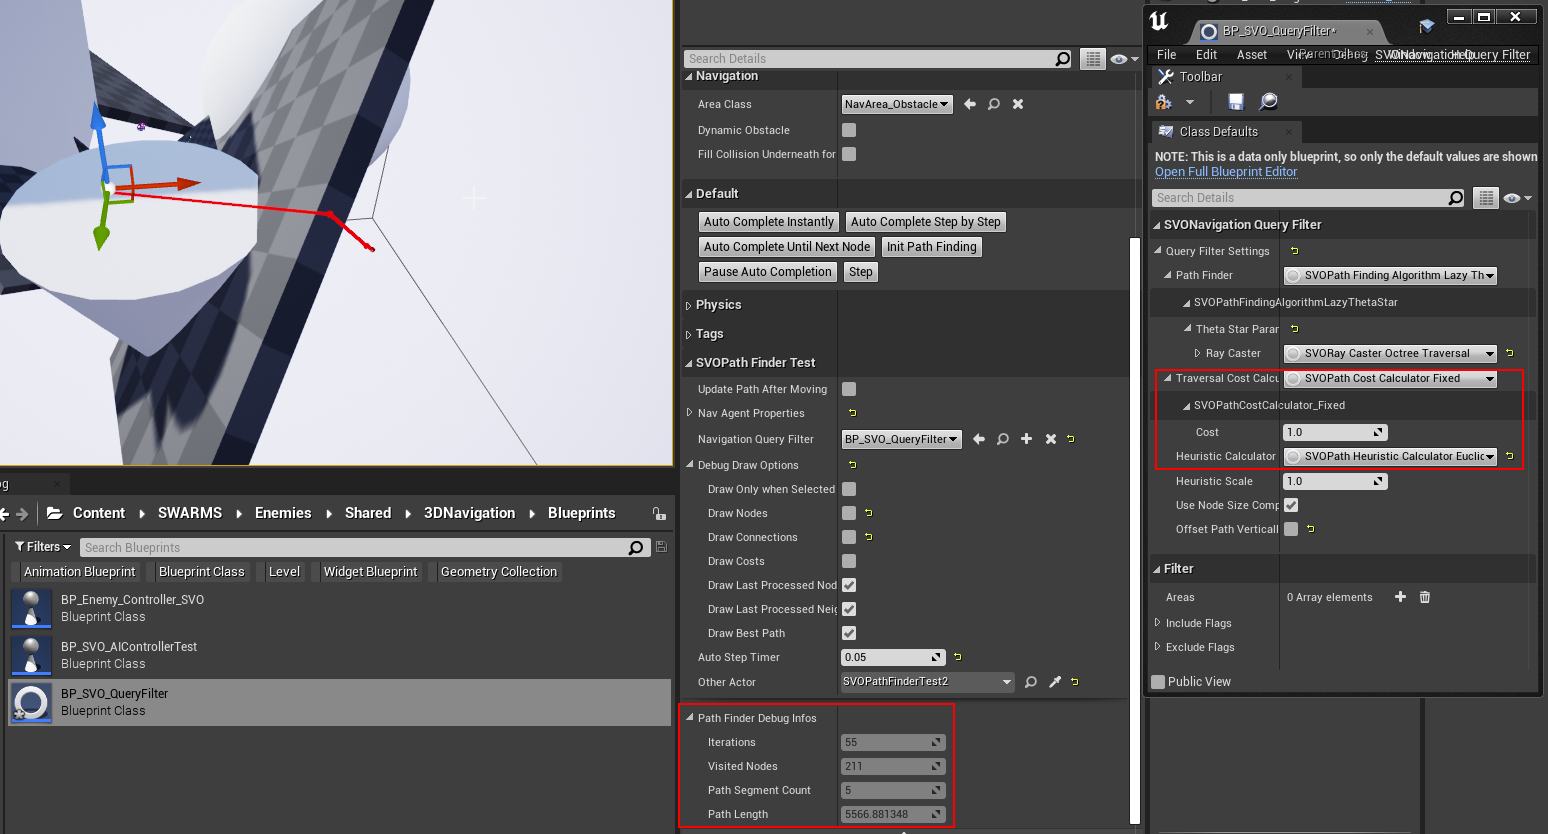 Search Details
Navigation
Area Class
NavArea_Obstacle
Dynamic Obstacle
Fill Collision Underneath for
Default
Auto Complete Instantly
Auto Complete Step by Step
Auto Complete Until Next Node
Init Path Finding
Pause Auto Completion
Step
Physics
Tags
SVOPath Finder Test
Update Path After Moving
Nav Agent Properties
Navigation Query Filter
BP_SVO_QueryFilter
Debug Draw Options
Draw Only when Selected
Draw Nodes
Draw Connections
Draw Costs
Draw Last Processed Nod
Draw Last Processed Neig
Draw Best Path
Auto Step Timer
0.05
Other Actor
SVOPathFinderTest2
Path Finder Debug Infos
Iterations
55
Visited Nodes
211
Path Segment Count
5
Path Length
5566.881348
Content
SWARMS
Enemies
Shared
3DNavigation
Blueprints
Filters
Search Blueprints
Animation Blueprint
Blueprint Class
Level
Widget Blueprint
Geometry Collection
BP_Enemy_Controller_SVO
Blueprint Class
BP_SVO_AIControllerTest
Blueprint Class
BP_SVO_QueryFilter
Blueprint Class
BP_SVO_QueryFilter*
File
Edit
Asset
Toolbar
Class Defaults
NOTE: This is a data only blueprint, so only the default values are shown
Open Full Blueprint Editor
Search Details
SVONavigation Query Filter
Query Filter Settings
Path Finder
SVOPath Finding Algorithm Lazy Th
SVOPathFindingAlgorithmLazyThetaStar
Theta Star Parar
Ray Caster
SVORay Caster Octree Traversal
Traversal Cost Calcu
SVOPath Cost Calculator Fixed
SVOPathCostCalculator_Fixed
Cost
1.0
Heuristic Calculator
SVOPath Heuristic Calculator Euclic
Heuristic Scale
1.0
Use Node Size Comp
Offset Path Verticall
Filter
Areas
0 Array elements
Include Flags
Exclude Flags
Public View